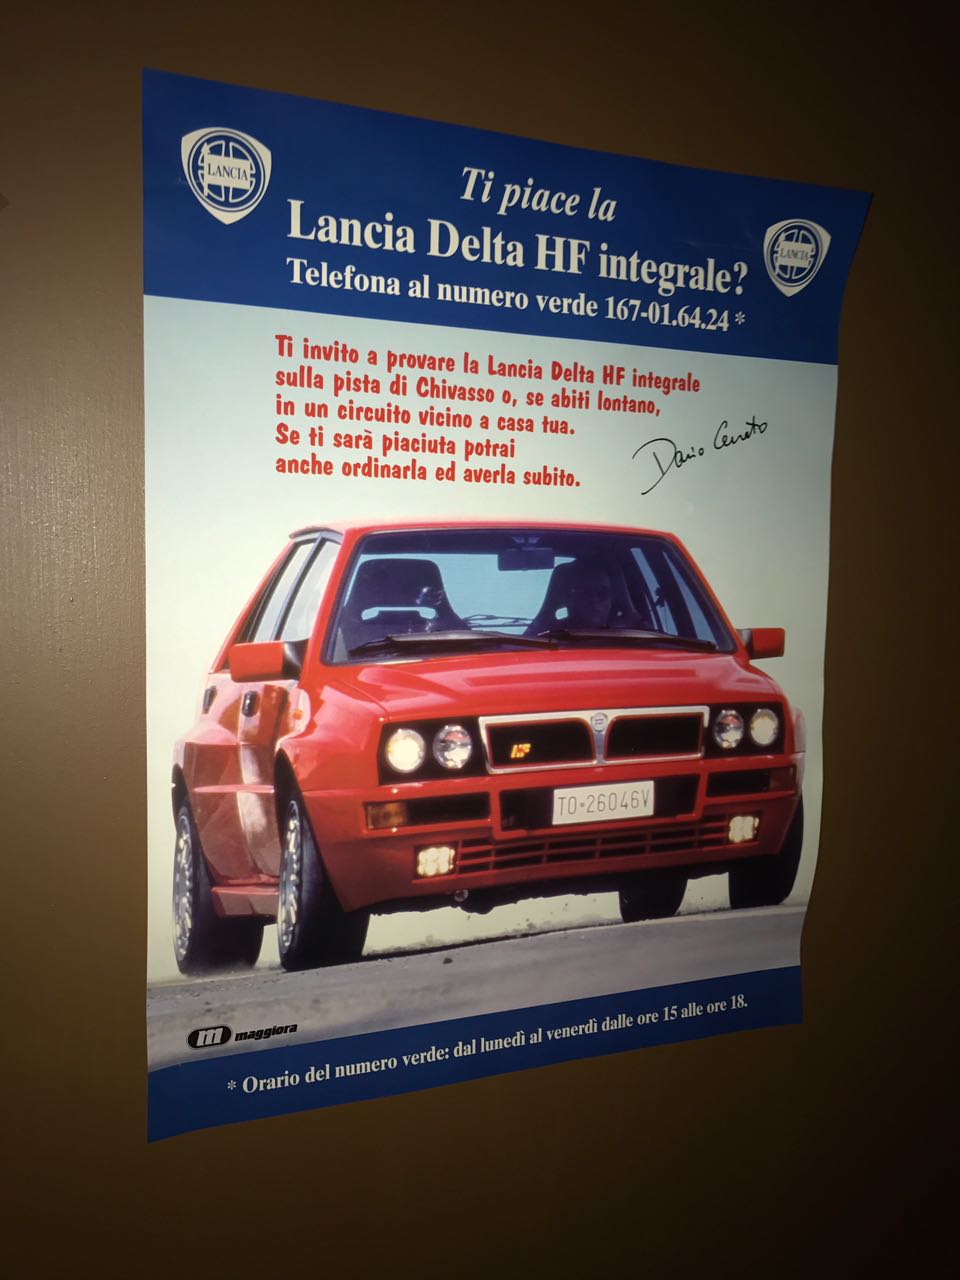 LANCIA
Ti piace la
Lancia Delta HF integrale?
Telefona al numero verde 167-01.64.24 *
LANCIA
Ti invito a provare la Lancia Delta HF integrale
sulla pista di Chivasso o, se abiti lontano,
in un circuito vicino a casa tua.
Se ti sarà piaciuta potrai
anche ordinarla ed averla subito.
Dario Cerrato
HF
TO-26046V
m maggiora
* Orario del numero verde: dal lunedì al venerdì dalle ore 15 alle ore 18.